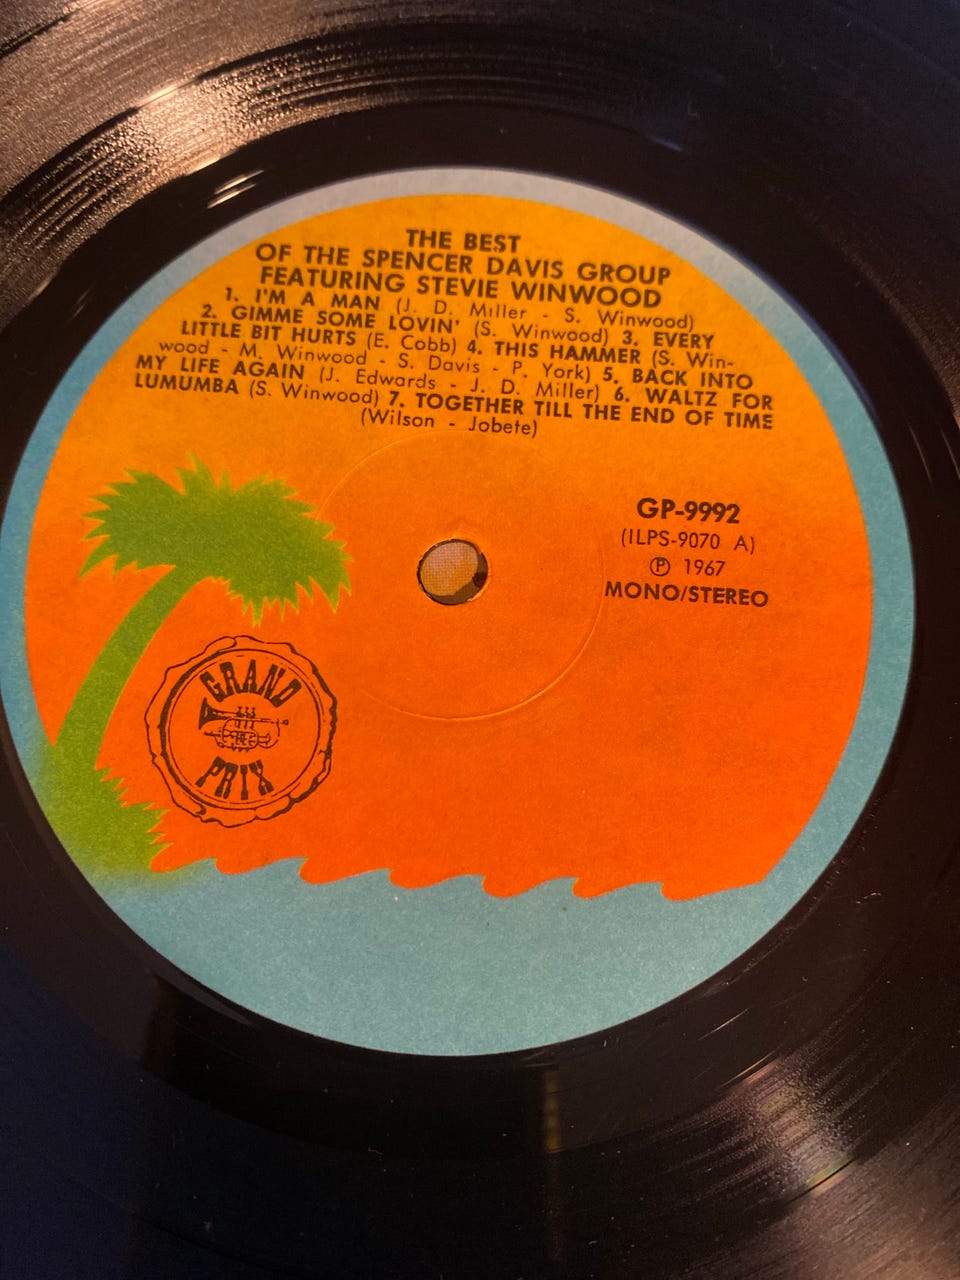 THE BEST
OF THE SPENCER DAVIS GROUP
FEATURING STEVIE WINWOOD
1. I'M A MAN (J. D. Miller - S. Winwood)
2. GIMME SOME LOVIN' (S. Winwood) 3. EVERY
LITTLE BIT HURTS (E. Cobb) 4. THIS HAMMER (S. Win-
wood - M. Winwood - S. Davis - P. York) 5. BACK INTO
MY LIFE AGAIN (J. Edwards - J. D. Miller) 6. WALTZ FOR
LUMUMBA (S. Winwood) 7. TOGETHER TILL THE END OF TIME
(Wilson - Jobete)
GP-9992
(ILPS-9070 A)
Ⓟ 1967
MONO/STEREO
GRAND
PRIX